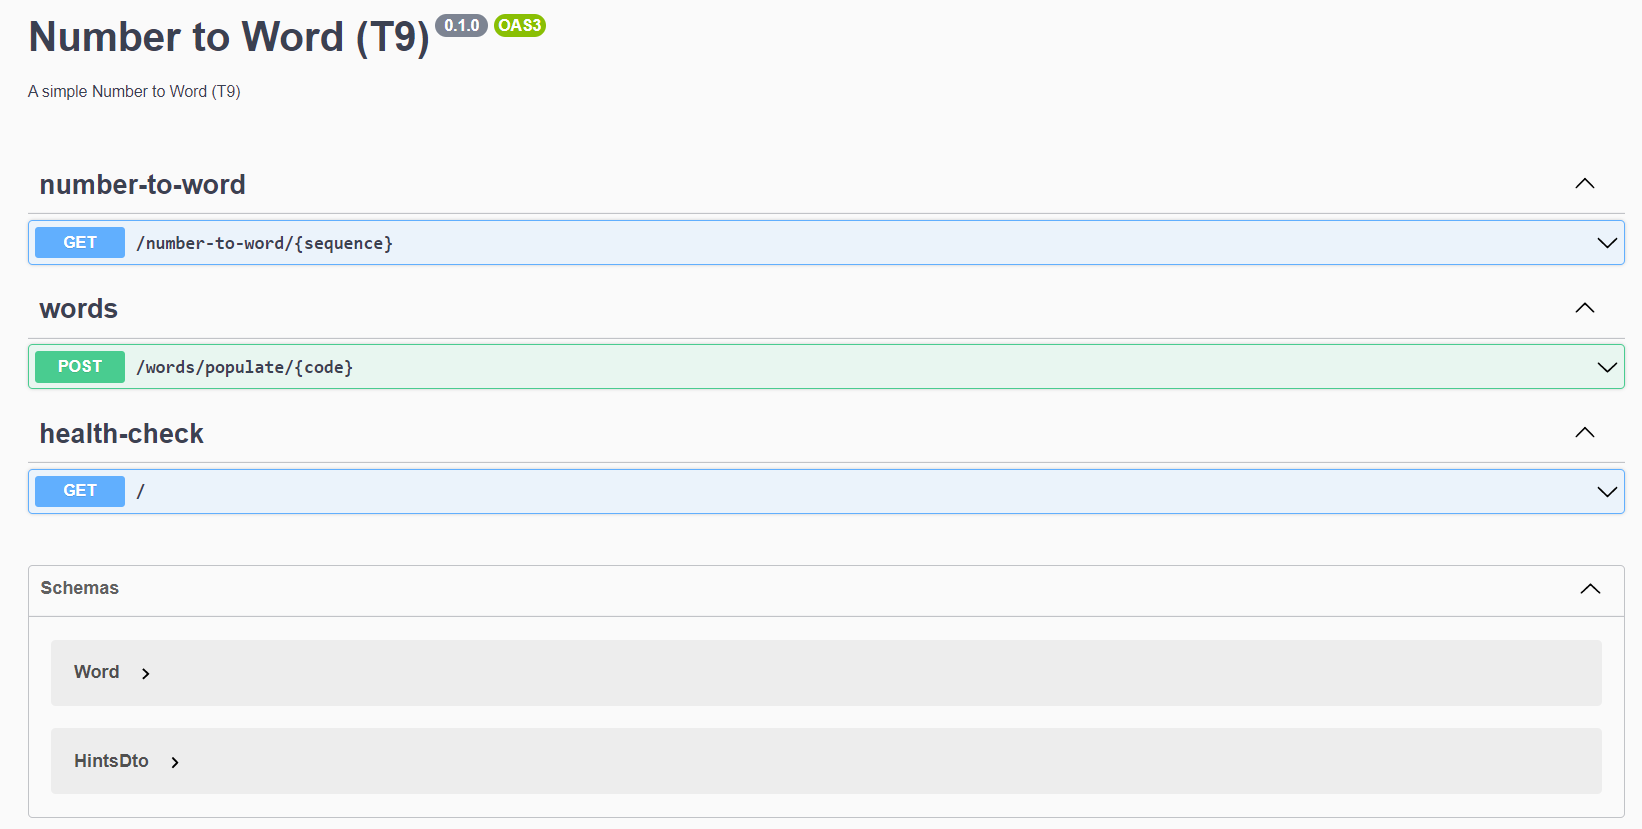 Number to Word (T9) 0.1.0 OAS3
A simple Number to Word (T9)
number-to-word
GET /number-to-word/{sequence}
words
POST /words/populate/{code}
health-check
GET /
Schemas
Word
HintsDto